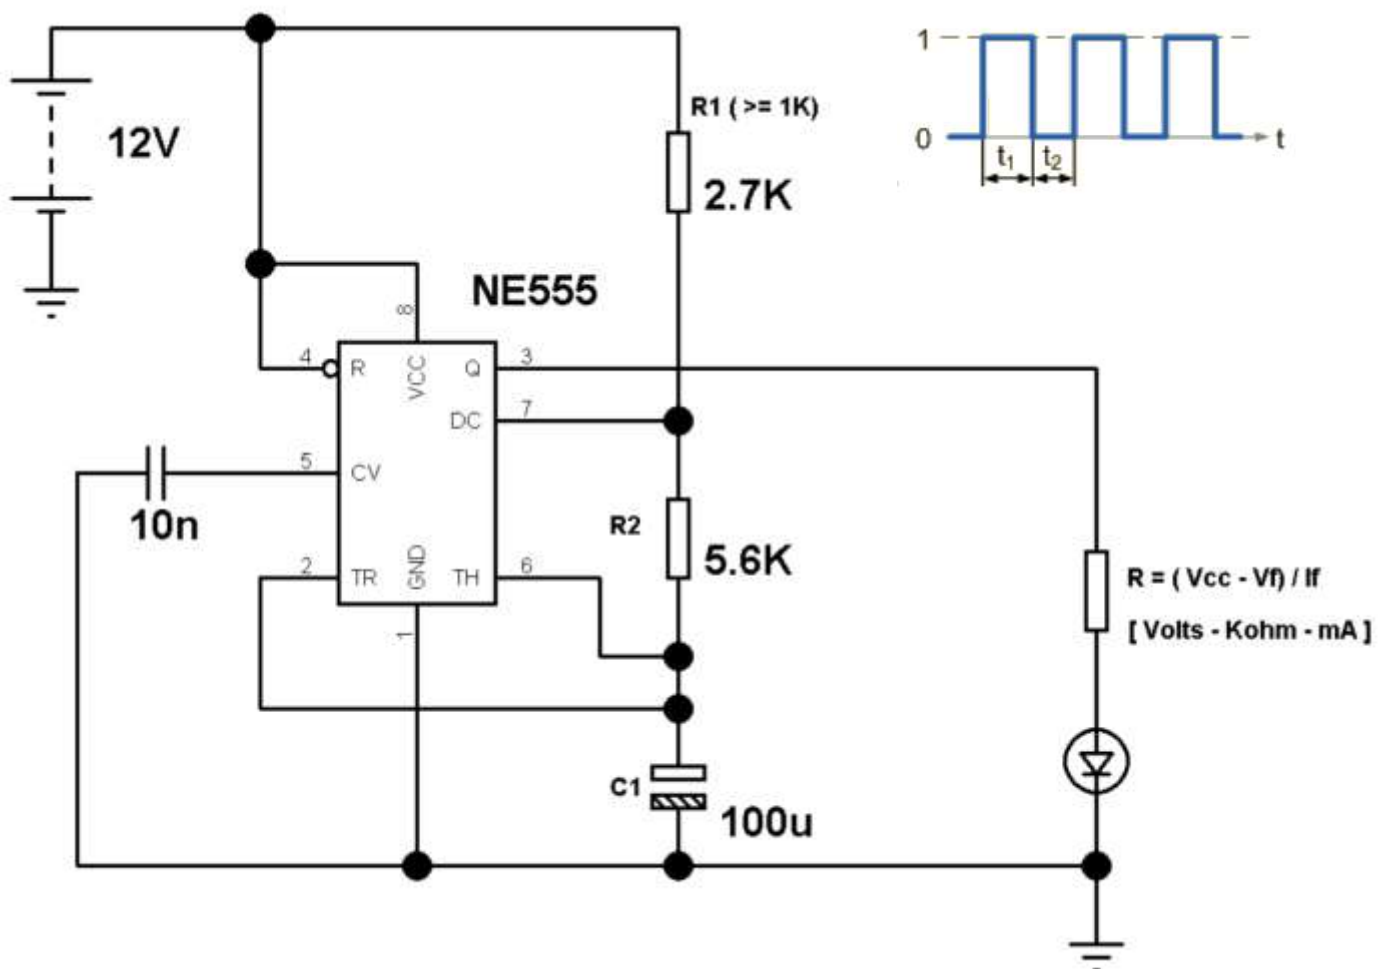 1
R1 ( >= 1K)
12V
0
t
t1 t2
2.7K
NE555
8
4 R VCC Q 3
DC 7
5 CV
10n
R2
5.6K
2 TR GND TH 6
R = ( Vcc - Vf) / If
[ Volts - Kohm - mA ]
1
C1
100u